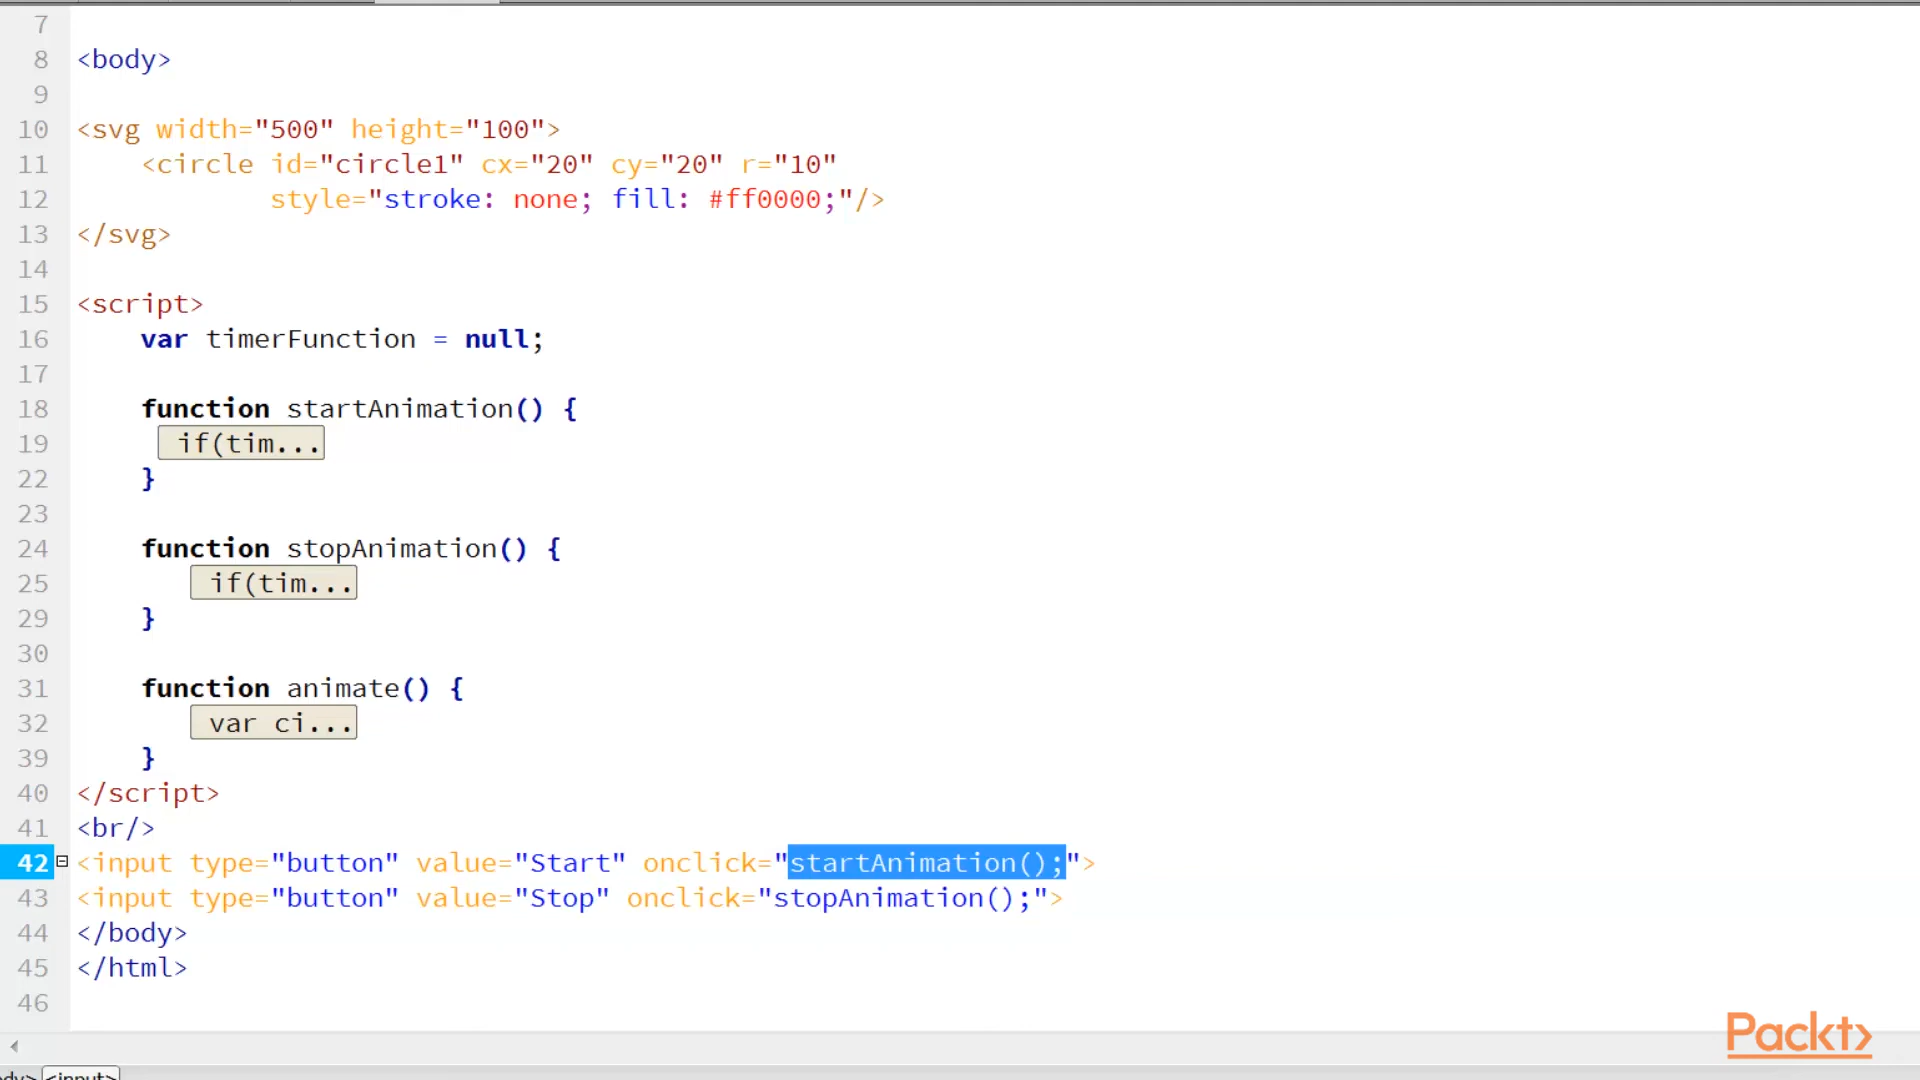 7
8 <body>
9
10 <svg width="500" height="100">
11 <circle id="circle1" cx="20" cy="20" r="10"
12 style="stroke: none; fill: #ff0000;"/>
13 </svg>
14
15 <script>
16 var timerFunction = null;
17
18 function startAnimation() {
19 if(tim...
22 }
23
24 function stopAnimation() {
25 if(tim...
29 }
30
31 function animate() {
32 var ci...
39 }
40 </script>
41 <br/>
42 <input type="button" value="Start" onclick="startAnimation();">
43 <input type="button" value="Stop" onclick="stopAnimation();">
44 </body>
45 </html>
46
Packt>
<input>